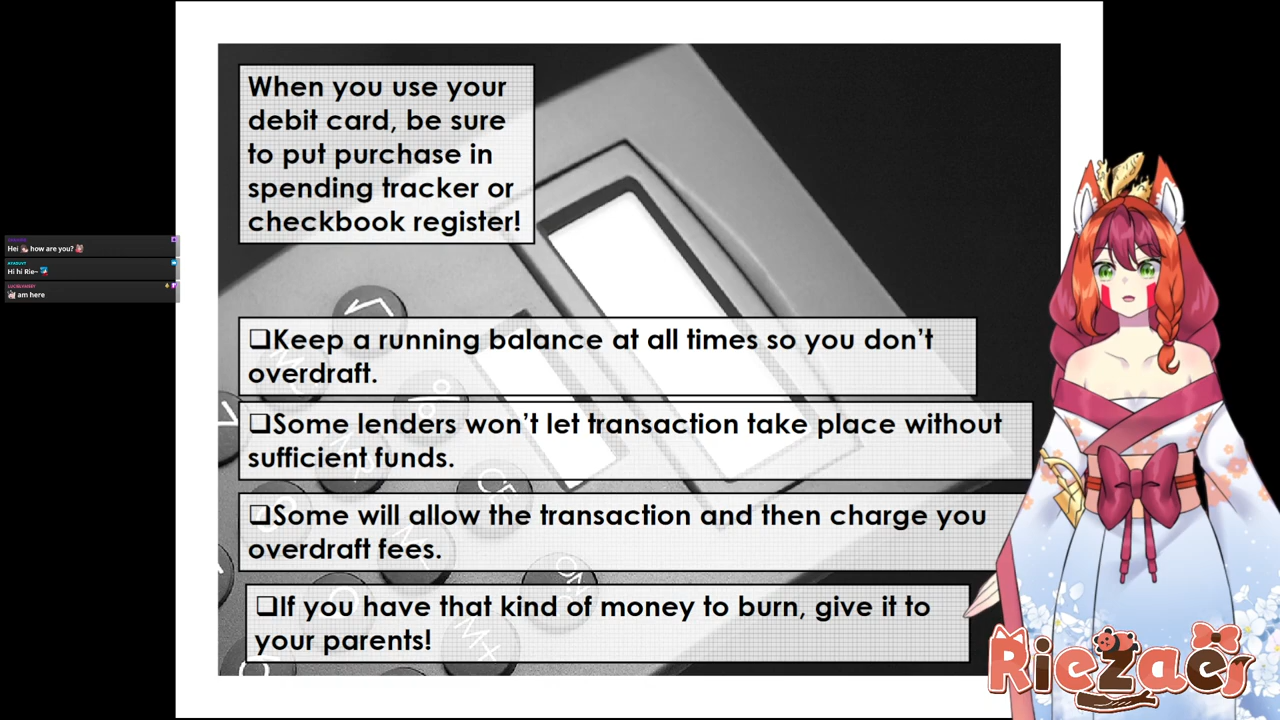 When you use your
debit card, be sure
to put purchase in
spending tracker or
checkbook register!
Hei how are you?
Hi hi Rie~
am here
❑Keep a running balance at all times so you don’t
overdraft.
❑Some lenders won’t let transaction take place without
sufficient funds.
❑Some will allow the transaction and then charge you
overdraft fees.
❑If you have that kind of money to burn, give it to
your parents!
CE
ON
M+
Riezae